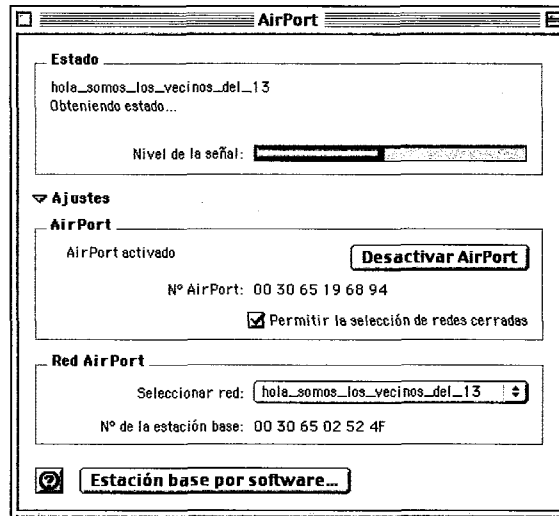 AirPort
Estado
hola_somos_los_vecinos_del_13
Obteniendo estado...
Nivel de la señal:
Ajustes
AirPort
AirPort activado
Desactivar AirPort
Nº AirPort: 00 30 65 19 68 94
Permitir la selección de redes cerradas
Red AirPort
Seleccionar red: hola_somos_los_vecinos_del_13
Nº de la estación base: 00 30 65 02 52 4F
Estación base por software...